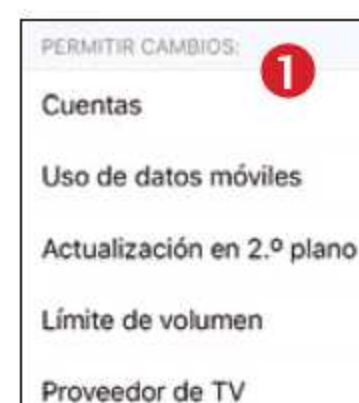 PERMITIR CAMBIOS:
1
Cuentas
Uso de datos móviles
Actualización en 2.º plano
Límite de volumen
Proveedor de TV